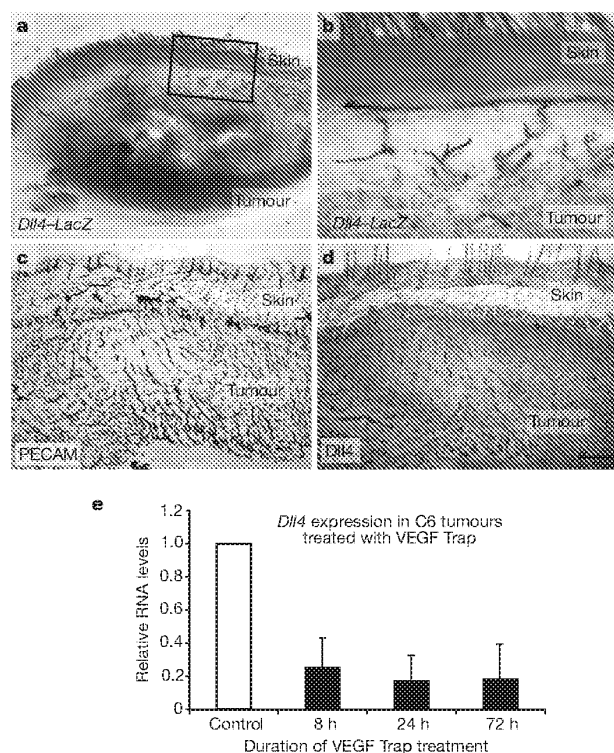 a
Skin
Tumour
Dll4–LacZ
b
Skin
Dll4–LacZ
Tumour
c
Skin
Tumour
PECAM
d
Skin
Tumour
Dll4
e
Dll4 expression in C6 tumours
treated with VEGF Trap
Relative RNA levels
1.2
1.0
0.8
0.6
0.4
0.2
0
Control
8 h
24 h
72 h
Duration of VEGF Trap treatment